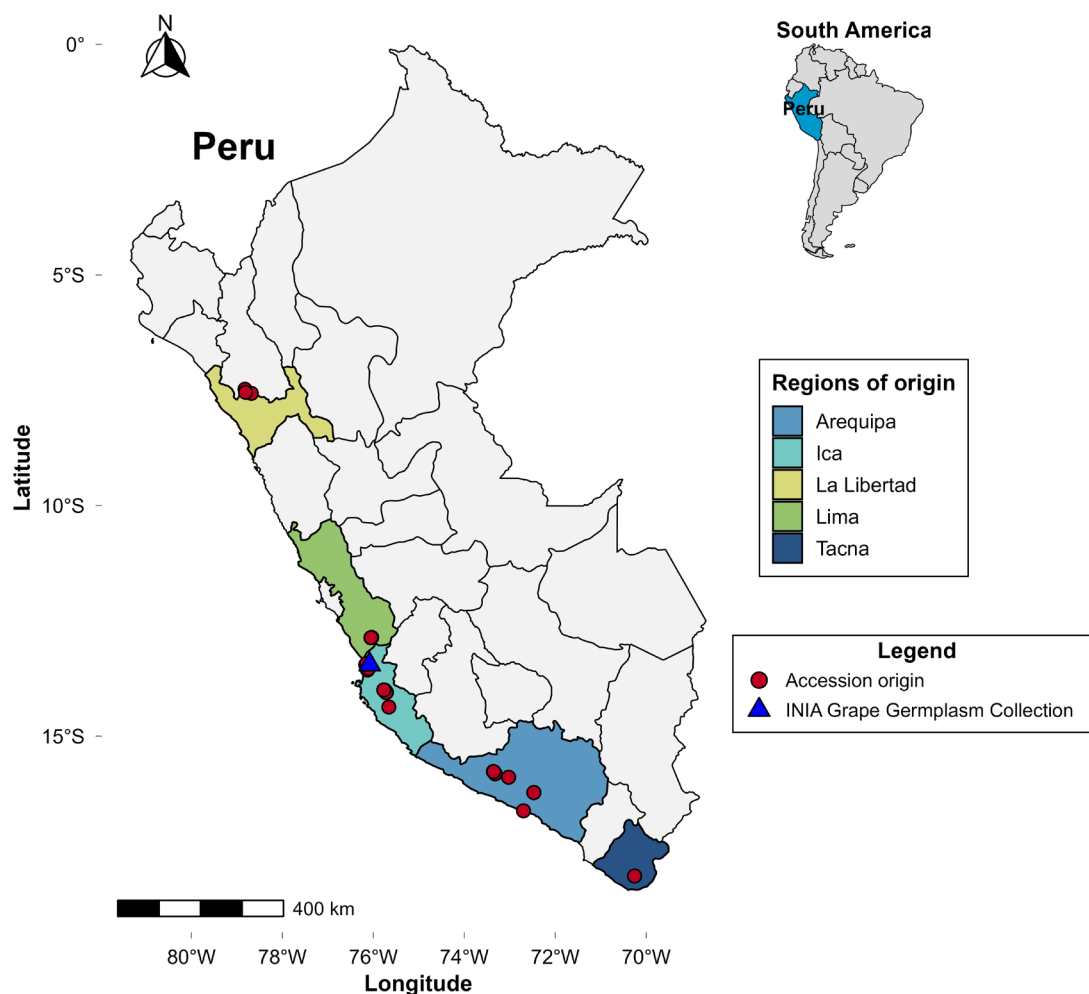 N
South America
Peru
Peru
0°
5°S
10°S
15°S
Latitude
Regions of origin
Arequipa
Ica
La Libertad
Lima
Tacna
Legend
Accession origin
INIA Grape Germplasm Collection
400 km
80°W
78°W
76°W
74°W
72°W
70°W
Longitude